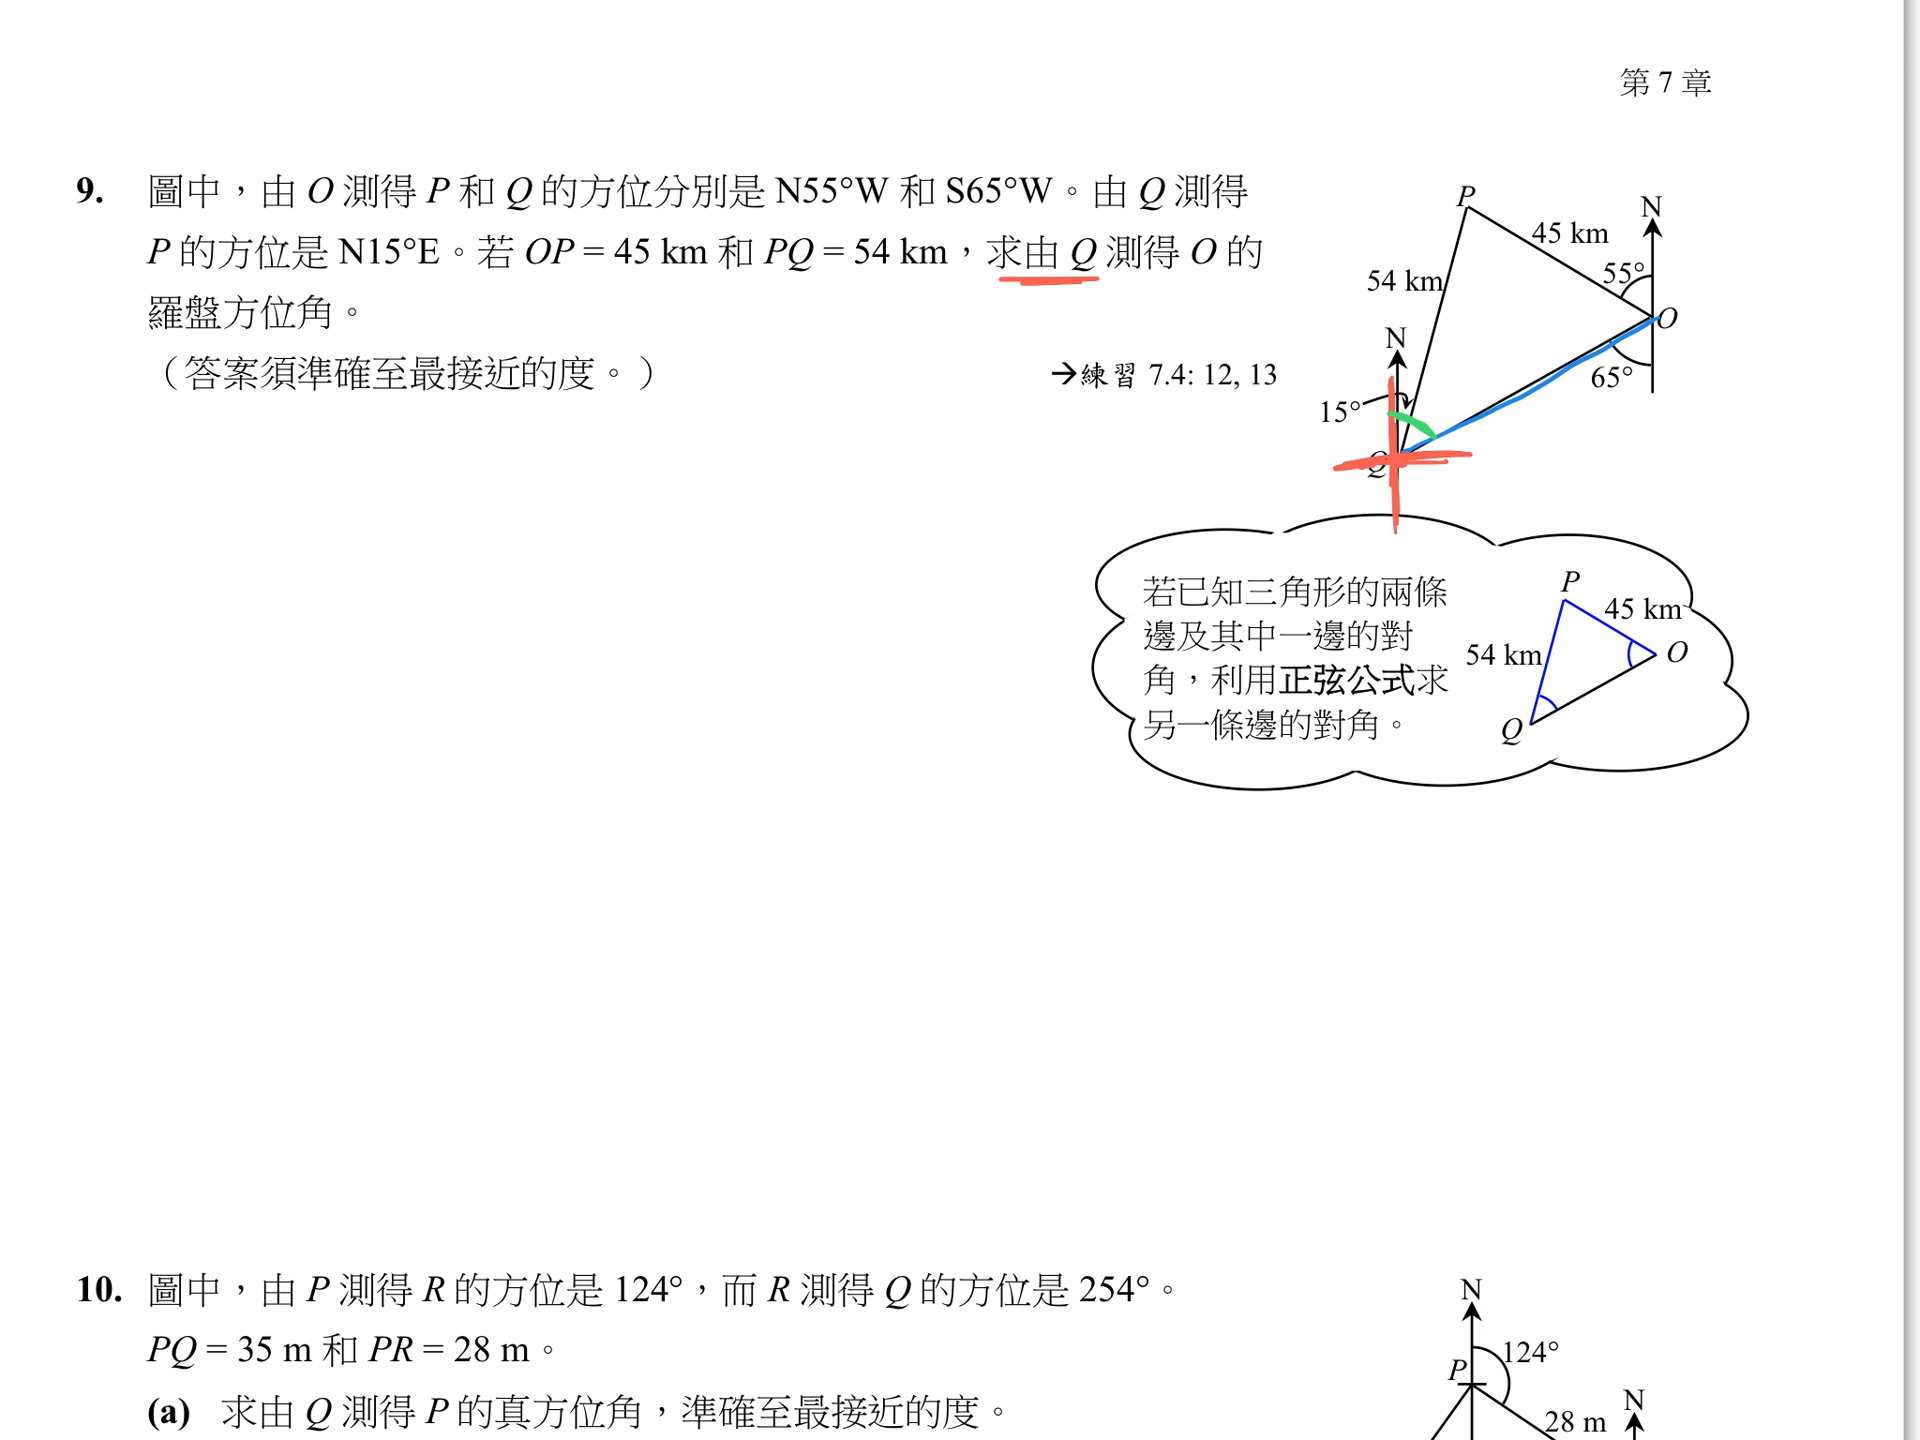 第 7 章
9. 圖中，由 O 測得 P 和 Q 的方位分別是 N55°W 和 S65°W。由 Q 測得
P 的方位是 N15°E。若 OP = 45 km 和 PQ = 54 km，求由 Q 測得 O 的
羅盤方位角。
（答案須準確至最接近的度。）
→練習 7.4: 12, 13
P
N
45 km
55°
54 km
O
N
65°
15°
Q
若已知三角形的兩條
邊及其中一邊的對
角，利用正弦公式求
另一條邊的對角。
P
45 km
54 km
O
Q
10. 圖中，由 P 測得 R 的方位是 124°，而 R 測得 Q 的方位是 254°。
PQ = 35 m 和 PR = 28 m。
(a) 求由 Q 測得 P 的真方位角，準確至最接近的度。
N
124°
P
N
28 m